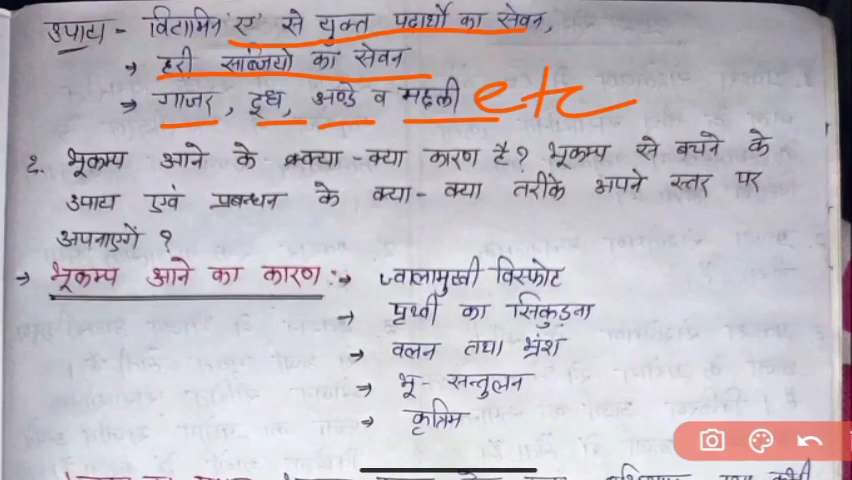 उपाय - विटामिन 'ए' से युक्त पदार्थो का सेवन,
→ हरी सब्जियो का सेवन
→ गाजर, दूध, अण्डे व मछली etc
2. भूकम्प आने के क्क्या-क्या कारण है? भूकम्प से बचने के
उपाय एवं प्रबन्धन के क्या-क्या तरीके अपने स्तर पर
अपनाएगें ?
→ भूकम्प आने का कारण :→ ज्वालामुखी विस्फोट
→ पृथ्वी का सिकुड़ना
→ वलन तथा भ्रंश
→ भू सन्तुलन
→ कृत्रिम